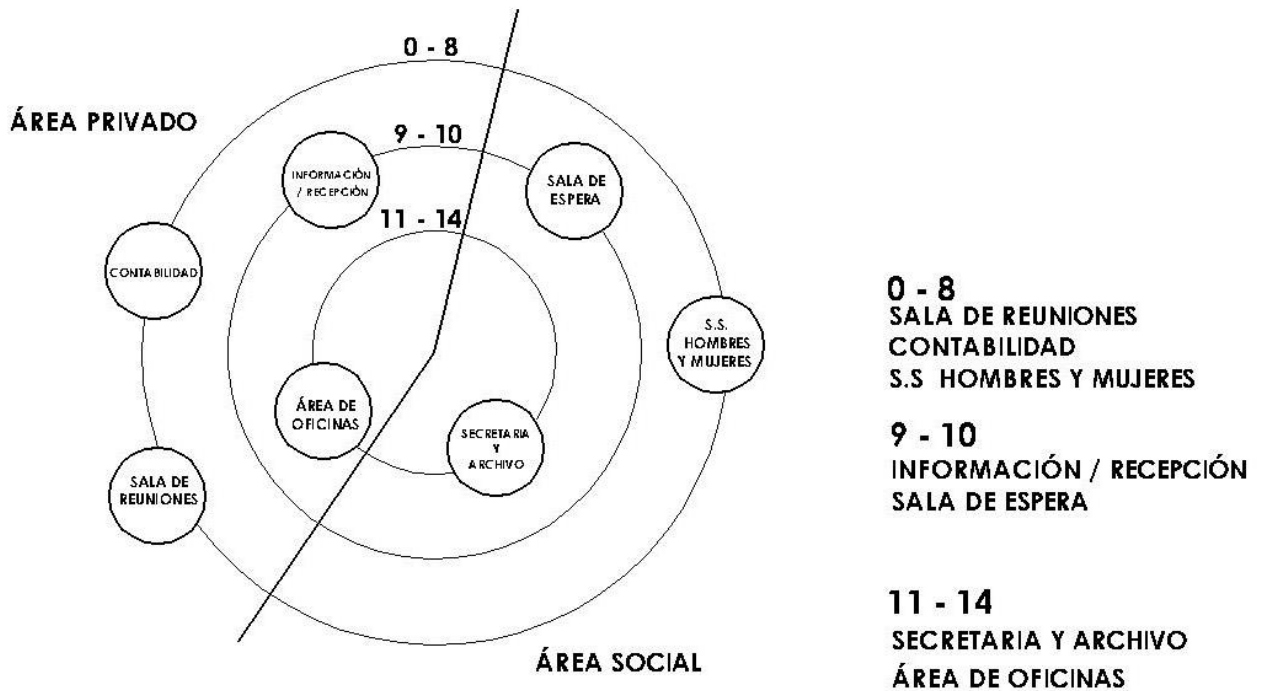 0 - 8
ÁREA PRIVADO
9 - 10
INFORMACIÓN
/ RECEPCIÓN
SALA DE
ESPERA
11 - 14
CONTABILIDAD
S.S.
HOMBRES
Y MUJERES
ÁREA DE
OFICINAS
SECRETARIA
Y
ARCHIVO
SALA DE
REUNIONES
ÁREA SOCIAL
0 - 8
SALA DE REUNIONES
CONTABILIDAD
S.S HOMBRES Y MUJERES
9 - 10
INFORMACIÓN / RECEPCIÓN
SALA DE ESPERA
11 - 14
SECRETARIA Y ARCHIVO
ÁREA DE OFICINAS